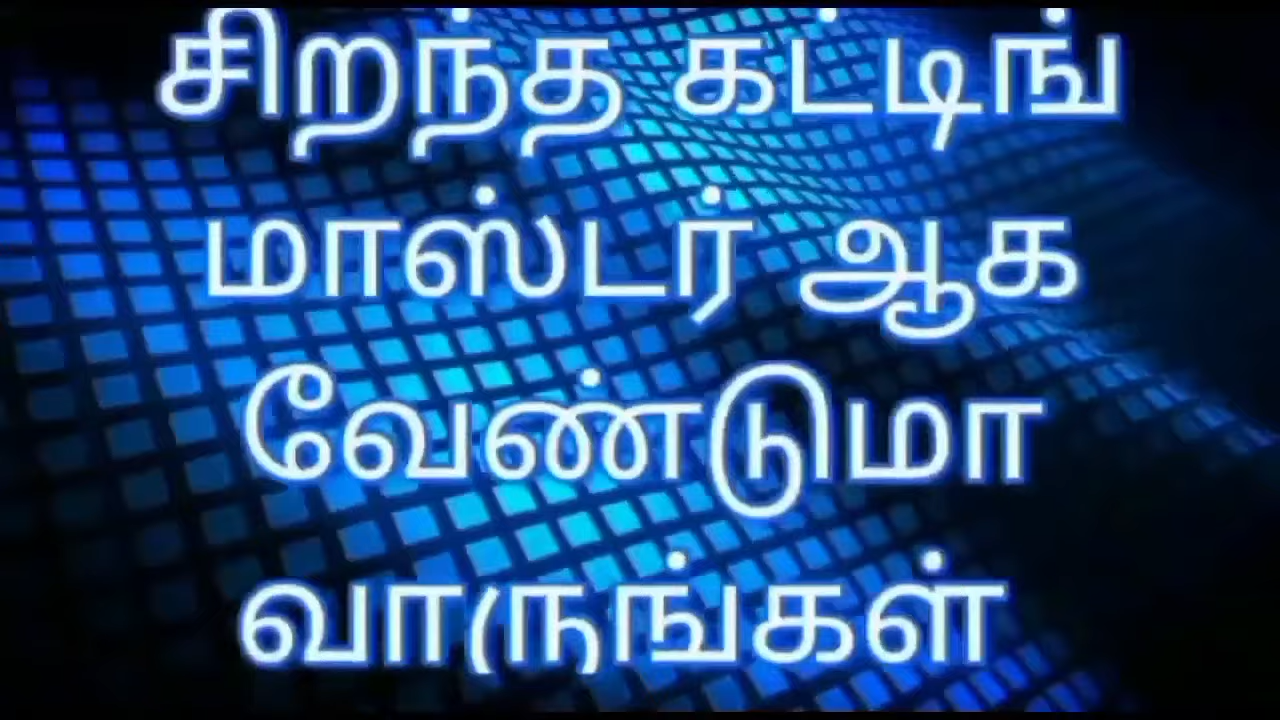 சிறந்த கட்டிங்
மாஸ்டர் ஆக
வேண்டுமா
வாருங்கள்